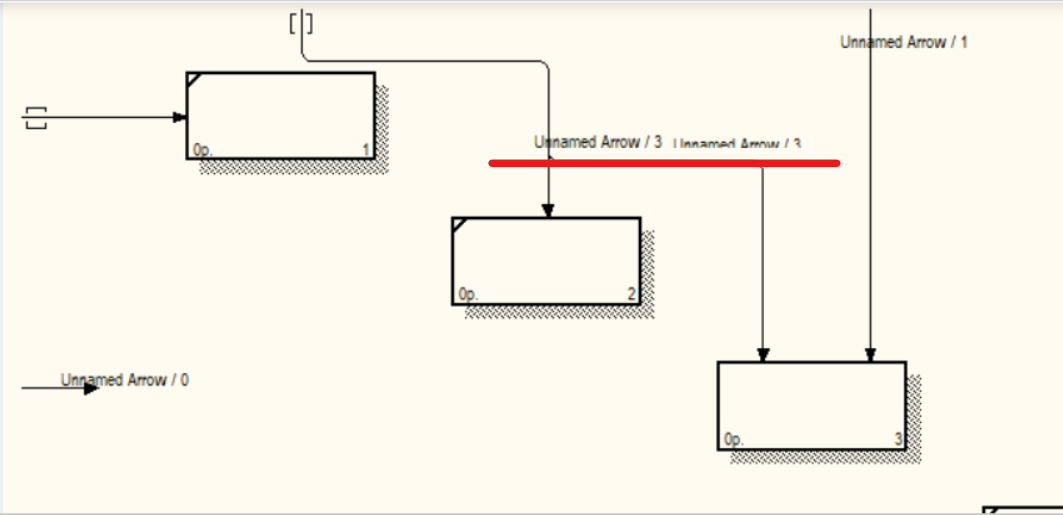 Unnamed Arrow / 1
0р. 1
Unnamed Arrow / 3 Unnamed Arrow / 3
0р. 2
Unnamed Arrow / 0
0р. 3